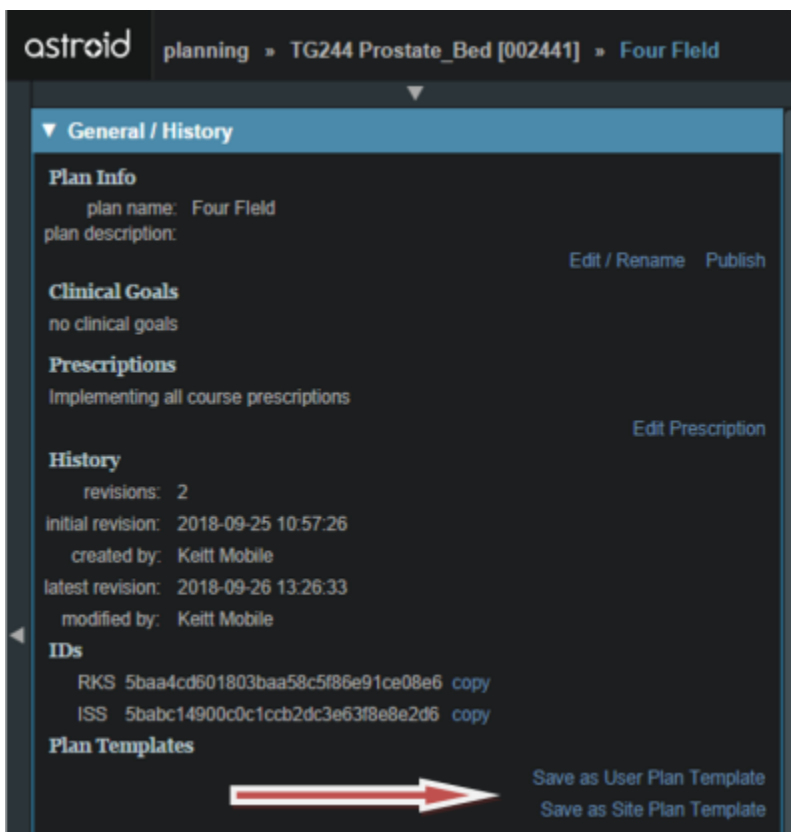 astroid planning » TG244 Prostate_Bed [002441] » Four Field
▼ General / History
Plan Info
plan name: Four Field
plan description:
Edit / Rename Publish
Clinical Goals
no clinical goals
Prescriptions
Implementing all course prescriptions
Edit Prescription
History
revisions: 2
initial revision: 2018-09-25 10:57:26
created by: Keitt Mobile
latest revision: 2018-09-26 13:26:33
modified by: Keitt Mobile
IDs
RKS 5baa4cd601803baa58c5f86e91ce08e6 copy
ISS 5babc14900c0c1ccb2dc3e63f8e8e2d6 copy
Plan Templates
Save as User Plan Template
Save as Site Plan Template